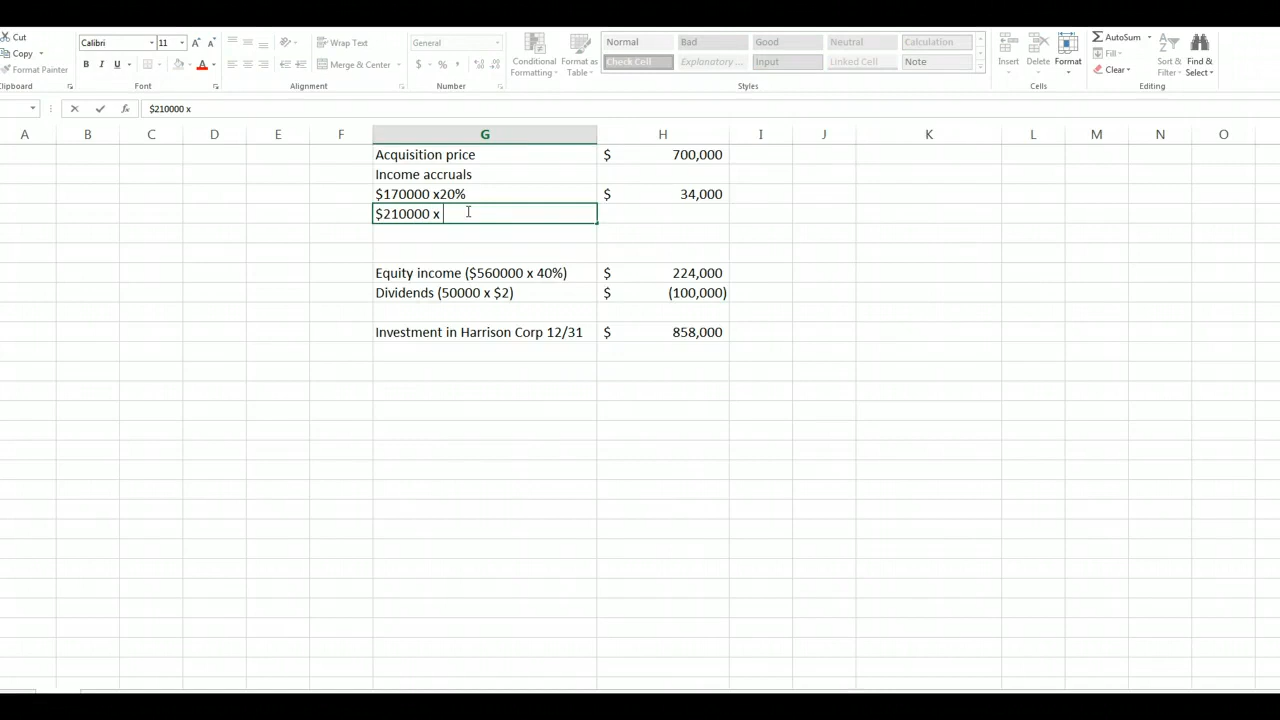 Cut
Calibri 11 A A Wrap Text General Normal Bad Good Neutral Calculation AutoSum
Copy Conditional Format as Insert Delete Format Fill Sort & Find &
Format Painter B I U A Merge & Center $ % , Formatting Table Check Cell Explanatory ... Input Linked Cell Note Clear Filter Select
Clipboard Font Alignment Number Styles Cells Editing
fx $210000 x
A B C D E F G H I J K L M N O
Acquisition price $ 700,000
Income accruals
$170000 x20% $ 34,000
$210000 x
Equity income ($560000 x 40%) $ 224,000
Dividends (50000 x $2) $ (100,000)
Investment in Harrison Corp 12/31 $ 858,000